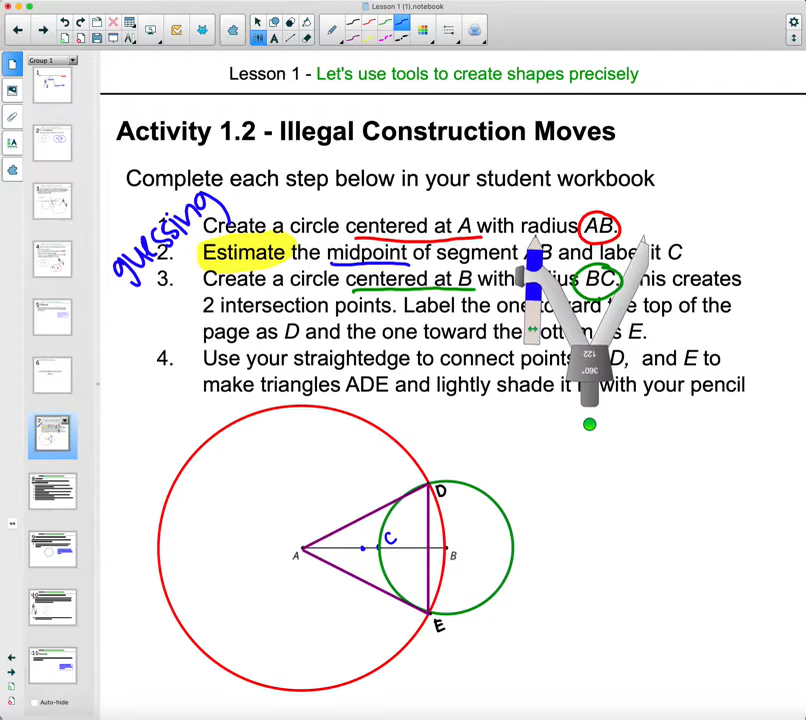 Lesson 1 (1).notebook
Group 1
Lesson 1 - Let's use tools to create shapes precisely
Activity 1.2 - Illegal Construction Moves
Complete each step below in your student workbook
guessing
1. Create a circle centered at A with radius AB.
2. Estimate the midpoint of segment AB and label it C
3. Create a circle centered at B with radius BC. This creates
2 intersection points. Label the one toward the top of the
page as D and the one toward the bottom as E.
4. Use your straightedge to connect points D, and E to
make triangles ADE and lightly shade it with your pencil
122
360°
D
A
C
B
E
Auto-hide